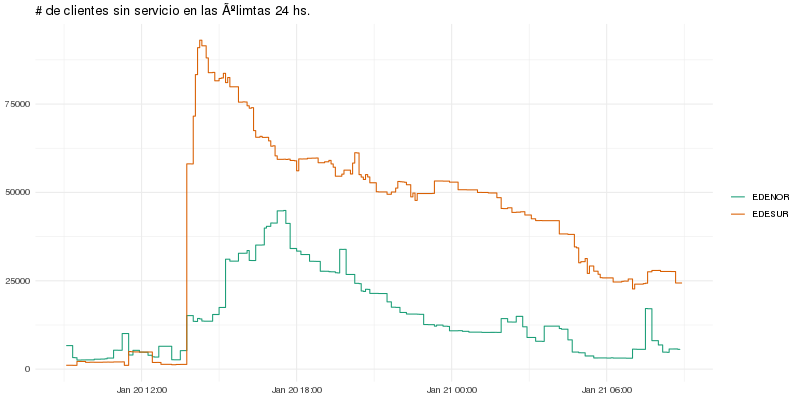 # de clientes sin servicio en las Ãºlimtas 24 hs.
75000
50000
25000
0
Jan 20 12:00
Jan 20 18:00
Jan 21 00:00
Jan 21 06:00
EDENOR
EDESUR